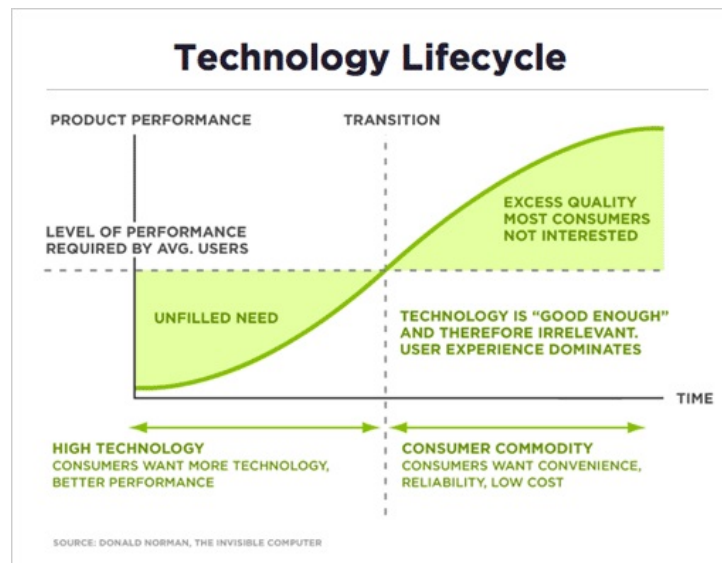 Technology Lifecycle
PRODUCT PERFORMANCE
TRANSITION
LEVEL OF PERFORMANCE
REQUIRED BY AVG. USERS
EXCESS QUALITY
MOST CONSUMERS
NOT INTERESTED
UNFILLED NEED
TECHNOLOGY IS “GOOD ENOUGH”
AND THEREFORE IRRELEVANT.
USER EXPERIENCE DOMINATES
TIME
HIGH TECHNOLOGY
CONSUMERS WANT MORE TECHNOLOGY,
BETTER PERFORMANCE
CONSUMER COMMODITY
CONSUMERS WANT CONVENIENCE,
RELIABILITY, LOW COST
SOURCE: DONALD NORMAN, THE INVISIBLE COMPUTER